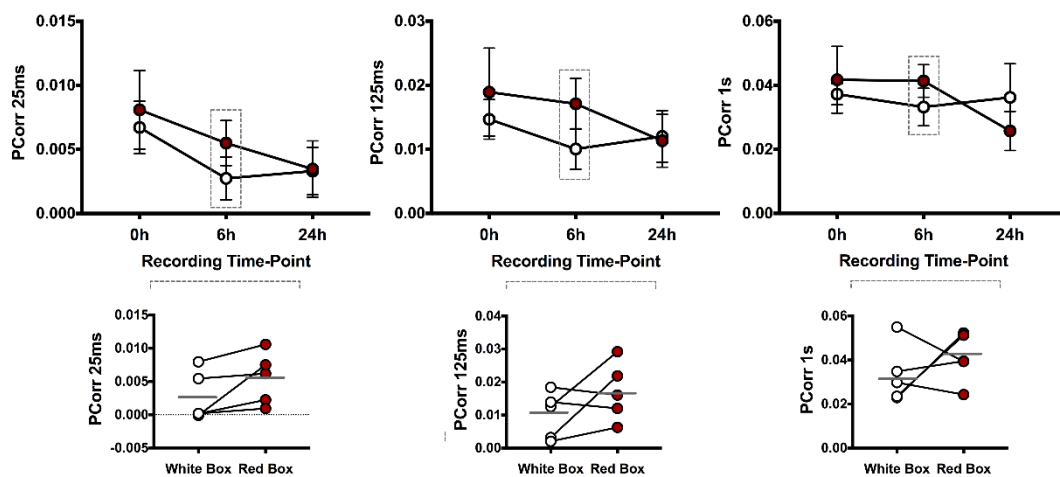 PCorr 25ms
0.015
0.010
0.005
0.000
0h 6h 24h
Recording Time-Point
PCorr 125ms
0.03
0.02
0.01
0.00
0h 6h 24h
Recording Time-Point
PCorr 1s
0.06
0.04
0.02
0.00
0h 6h 24h
Recording Time-Point
PCorr 25ms
0.015
0.010
0.005
0.000
-0.005
White Box Red Box
PCorr 125ms
0.04
0.03
0.02
0.01
0.00
White Box Red Box
PCorr 1s
0.06
0.04
0.02
0.00
White Box Red Box